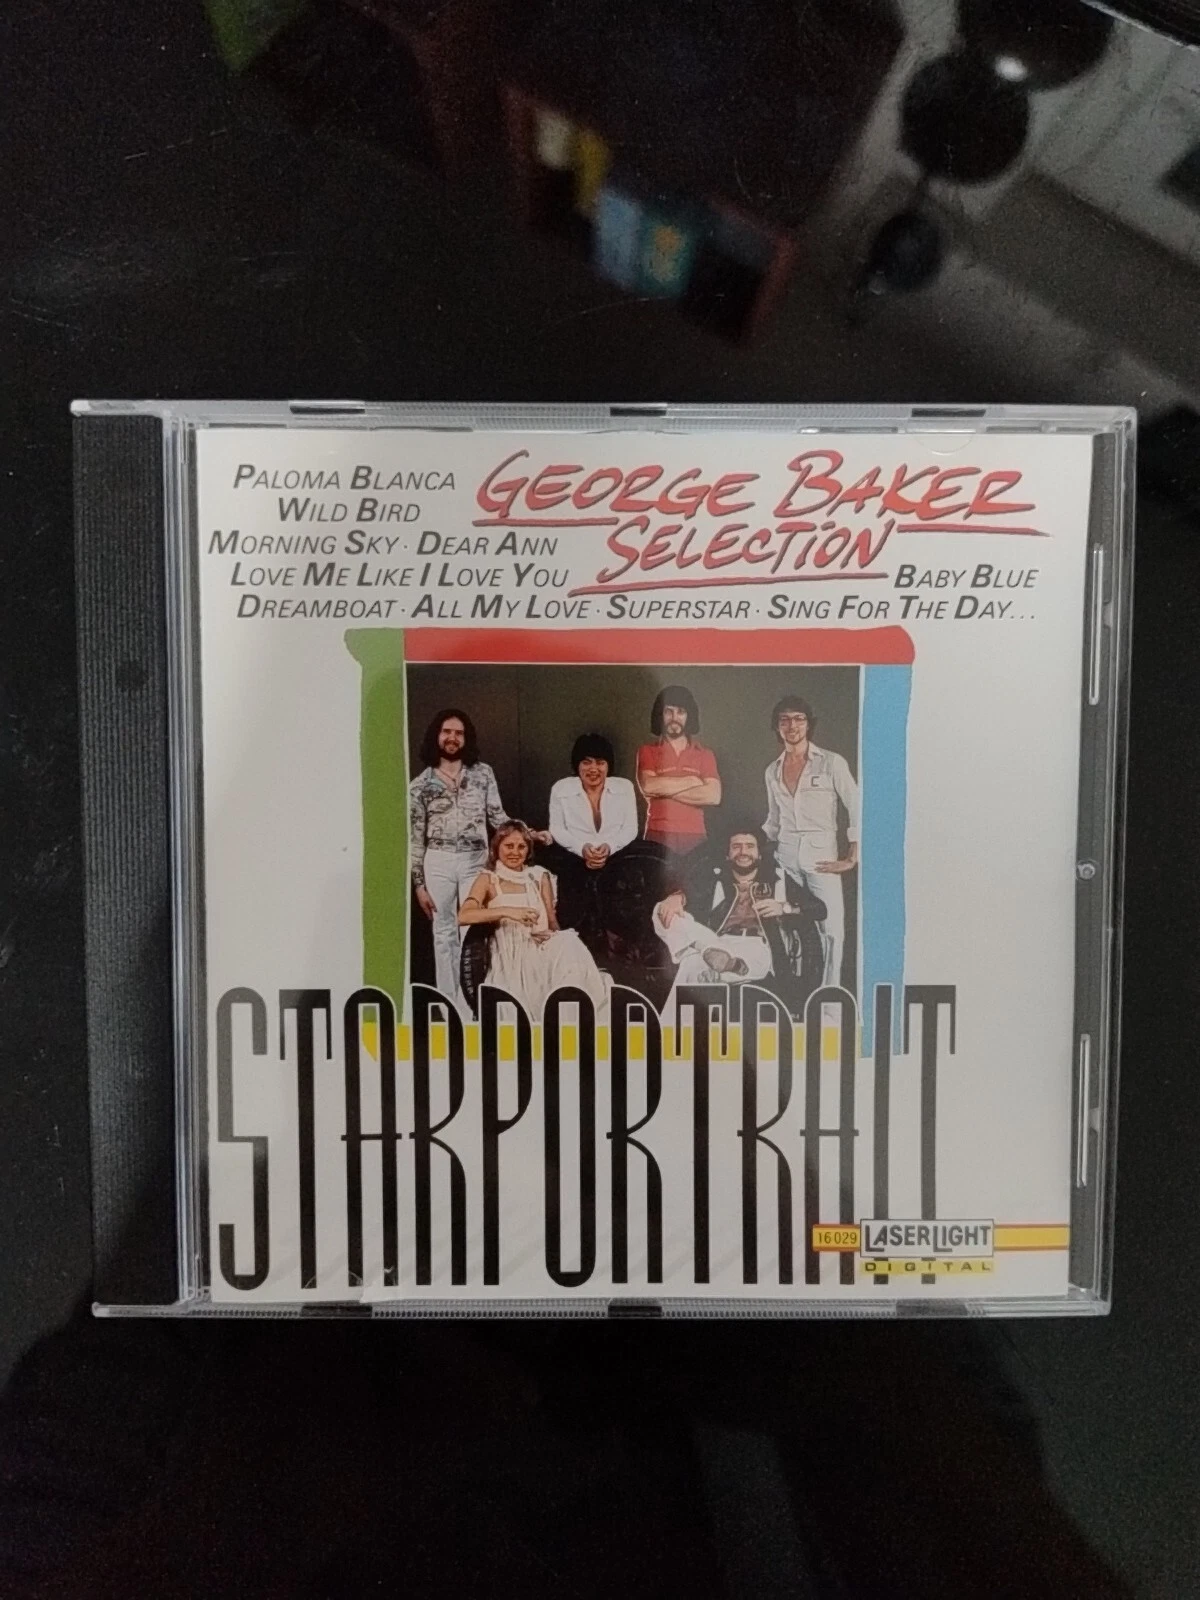 PALOMA BLANCA
WILD BIRD
GEORGE BAKER
SELECTION
MORNING SKY · DEAR ANN
LOVE ME LIKE I LOVE YOU
BABY BLUE
DREAMBOAT · ALL MY LOVE · SUPERSTAR · SING FOR THE DAY...
STARPORTRAIT
16 029 LASERLIGHT
DIGITAL